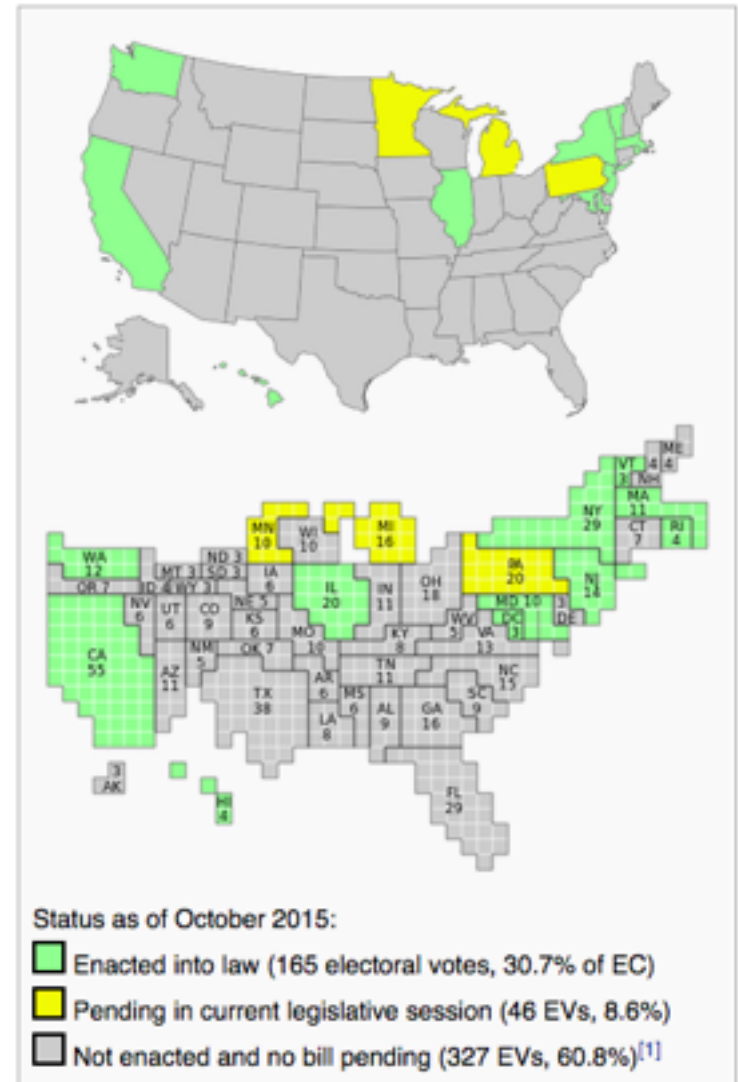 ME
4
4
VT
3
NH
MA
11
NY
29
CT
7
RI
4
MN
10
WI
10
MI
16
WA
12
ND 3
MT 3
SD 3
OR 7
ID 4
WY 3
IA
6
IL
20
IN
11
OH
18
PA
20
NJ
14
NV
6
UT
6
CO
9
NE 5
KS
6
MO
10
KY
8
WV
5
VA
13
MD 10
DC
3
3
DE
CA
55
AZ
11
NM
5
OK 7
AR
6
TN
11
NC
15
SC
9
TX
38
LA
8
MS
6
AL
9
GA
16
FL
29
3
AK
HI
4
Status as of October 2015:
Enacted into law (165 electoral votes, 30.7% of EC)
Pending in current legislative session (46 EVs, 8.6%)
Not enacted and no bill pending (327 EVs, 60.8%)[1]